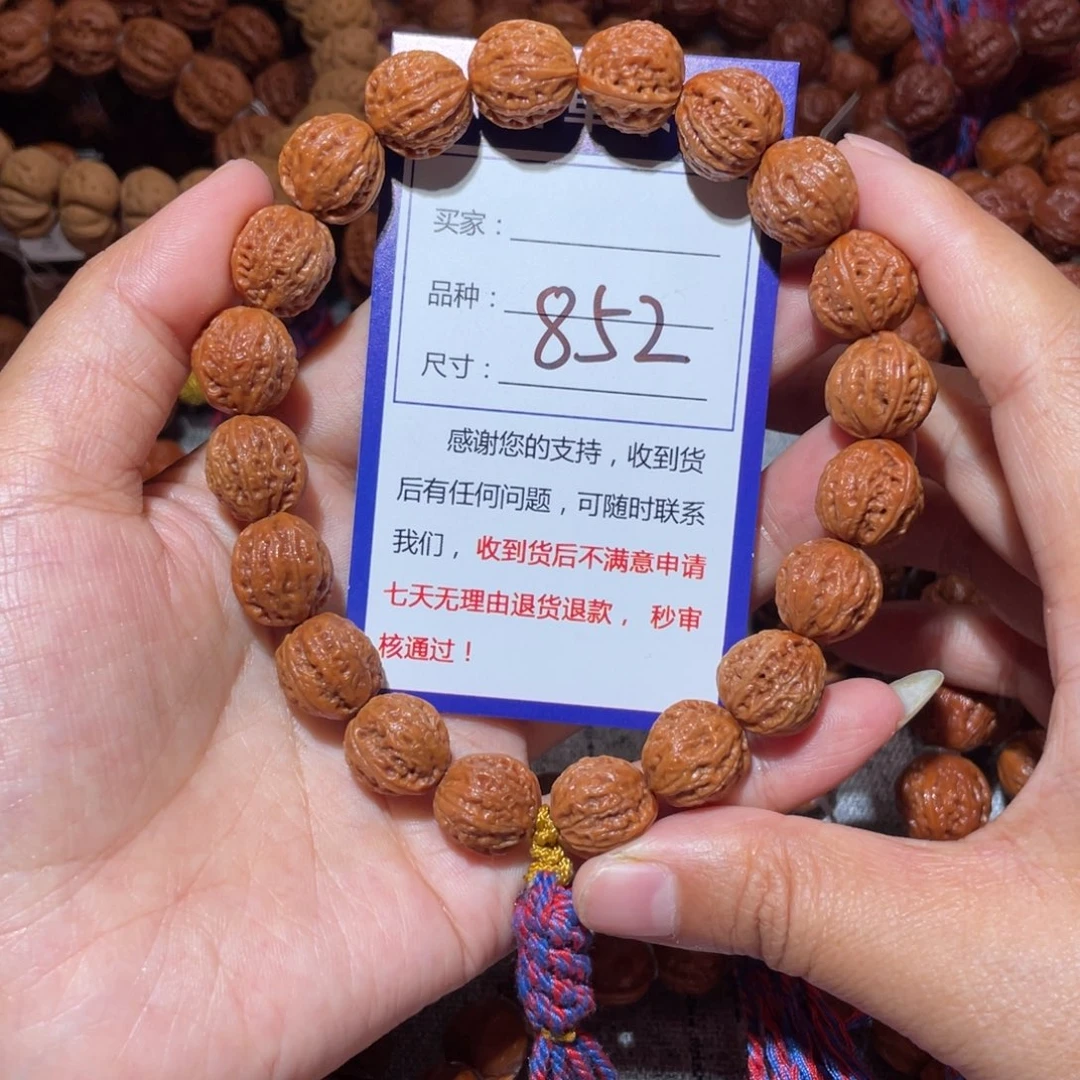 买家：
品种：
852
尺寸：
感谢您的支持，收到货
后有任何问题，可随时联系
我们，收到货后不满意申请
七天无理由退货退款，秒审
核通过！